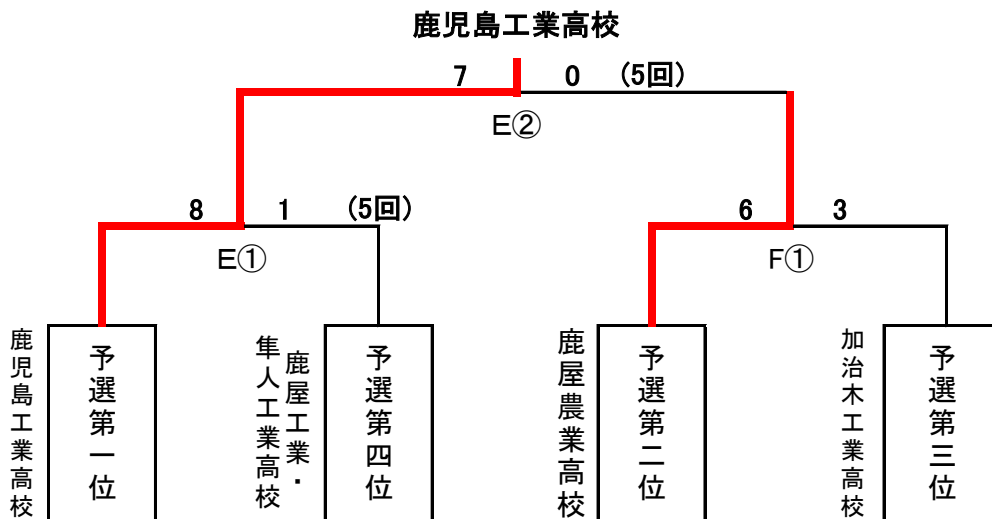 鹿児島工業高校
7 0 (5回)
E②
8 1 (5回)
6 3
E①
F①
鹿児島工業高校
予選第一位
鹿屋工業・
隼人工業高校
予選第四位
鹿屋農業高校
予選第二位
加治木工業高校
予選第三位